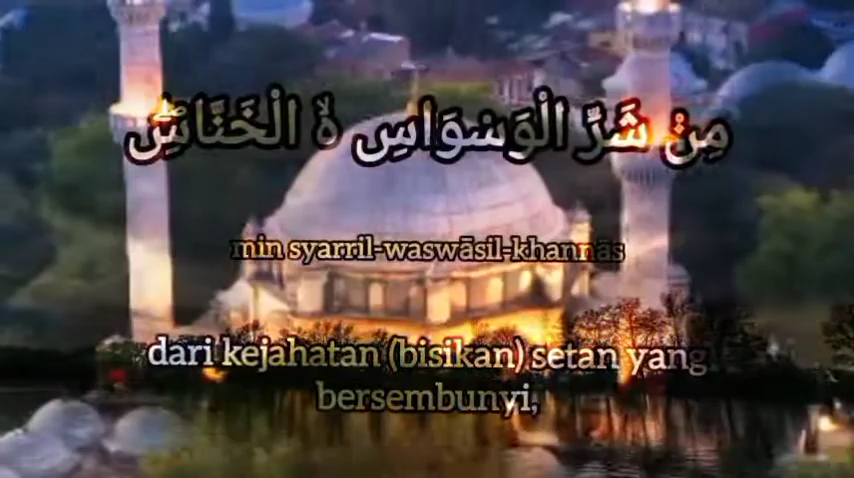 مِنْ شَرِّ الْوَسْوَاسِ ەۙ الْخَنَّاسِۖ
min syarril-waswāsil-khannās
dari kejahatan (bisikan) setan yang
bersembunyi,